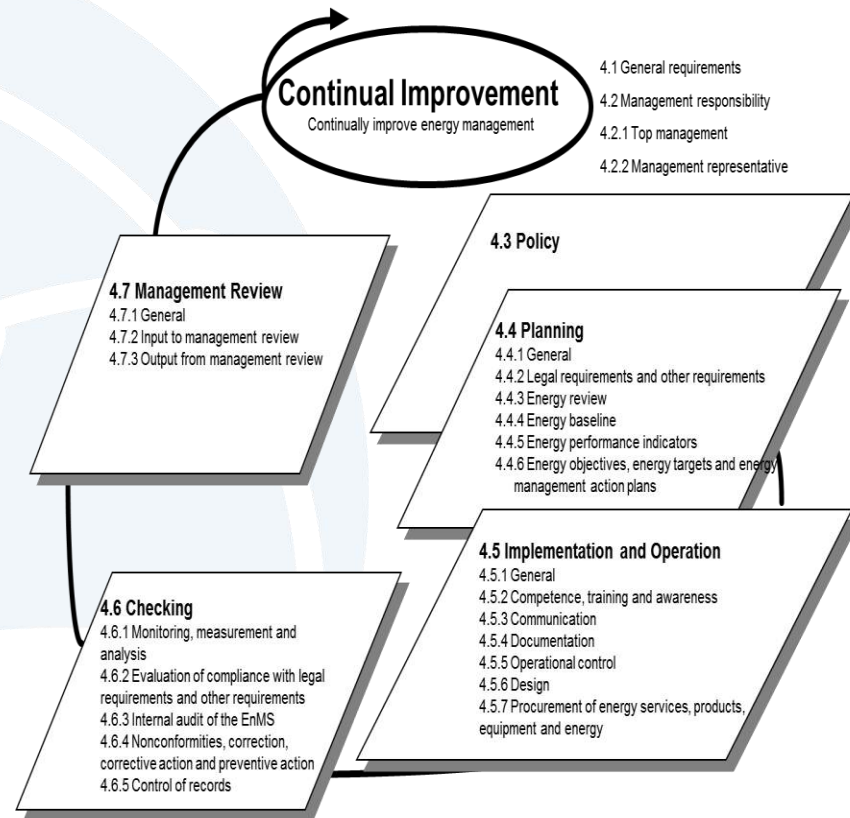 Continual Improvement
Continually improve energy management
4.1 General requirements
4.2 Management responsibility
4.2.1 Top management
4.2.2 Management representative
4.3 Policy
4.4 Planning
4.4.1 General
4.4.2 Legal requirements and other requirements
4.4.3 Energy review
4.4.4 Energy baseline
4.4.5 Energy performance indicators
4.4.6 Energy objectives, energy targets and energy
management action plans
4.5 Implementation and Operation
4.5.1 General
4.5.2 Competence, training and awareness
4.5.3 Communication
4.5.4 Documentation
4.5.5 Operational control
4.5.6 Design
4.5.7 Procurement of energy services, products,
equipment and energy
4.6 Checking
4.6.1 Monitoring, measurement and
analysis
4.6.2 Evaluation of compliance with legal
requirements and other requirements
4.6.3 Internal audit of the EnMS
4.6.4 Nonconformities, correction,
corrective action and preventive action
4.6.5 Control of records
4.7 Management Review
4.7.1 General
4.7.2 Input to management review
4.7.3 Output from management review